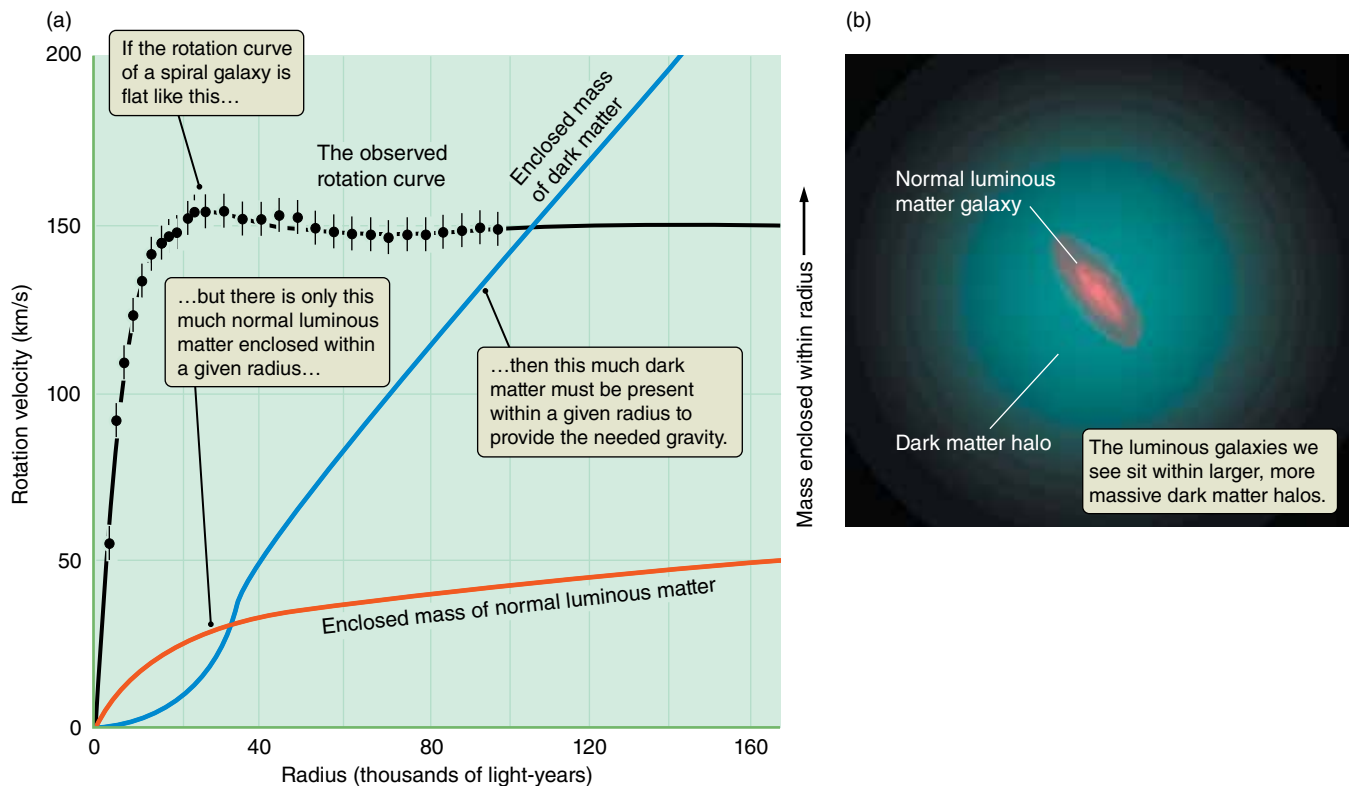 (a)
200
150
100
50
0
Rotation velocity (km/s)
If the rotation curve
of a spiral galaxy is
flat like this…
The observed
rotation curve
Enclosed mass
of dark matter
…but there is only this
much normal luminous
matter enclosed within
a given radius…
…then this much dark
matter must be present
within a given radius to
provide the needed gravity.
Enclosed mass of normal luminous matter
0
40
80
120
160
Radius (thousands of light-years)
Mass enclosed within radius
(b)
Normal luminous
matter galaxy
Dark matter halo
The luminous galaxies we
see sit within larger, more
massive dark matter halos.